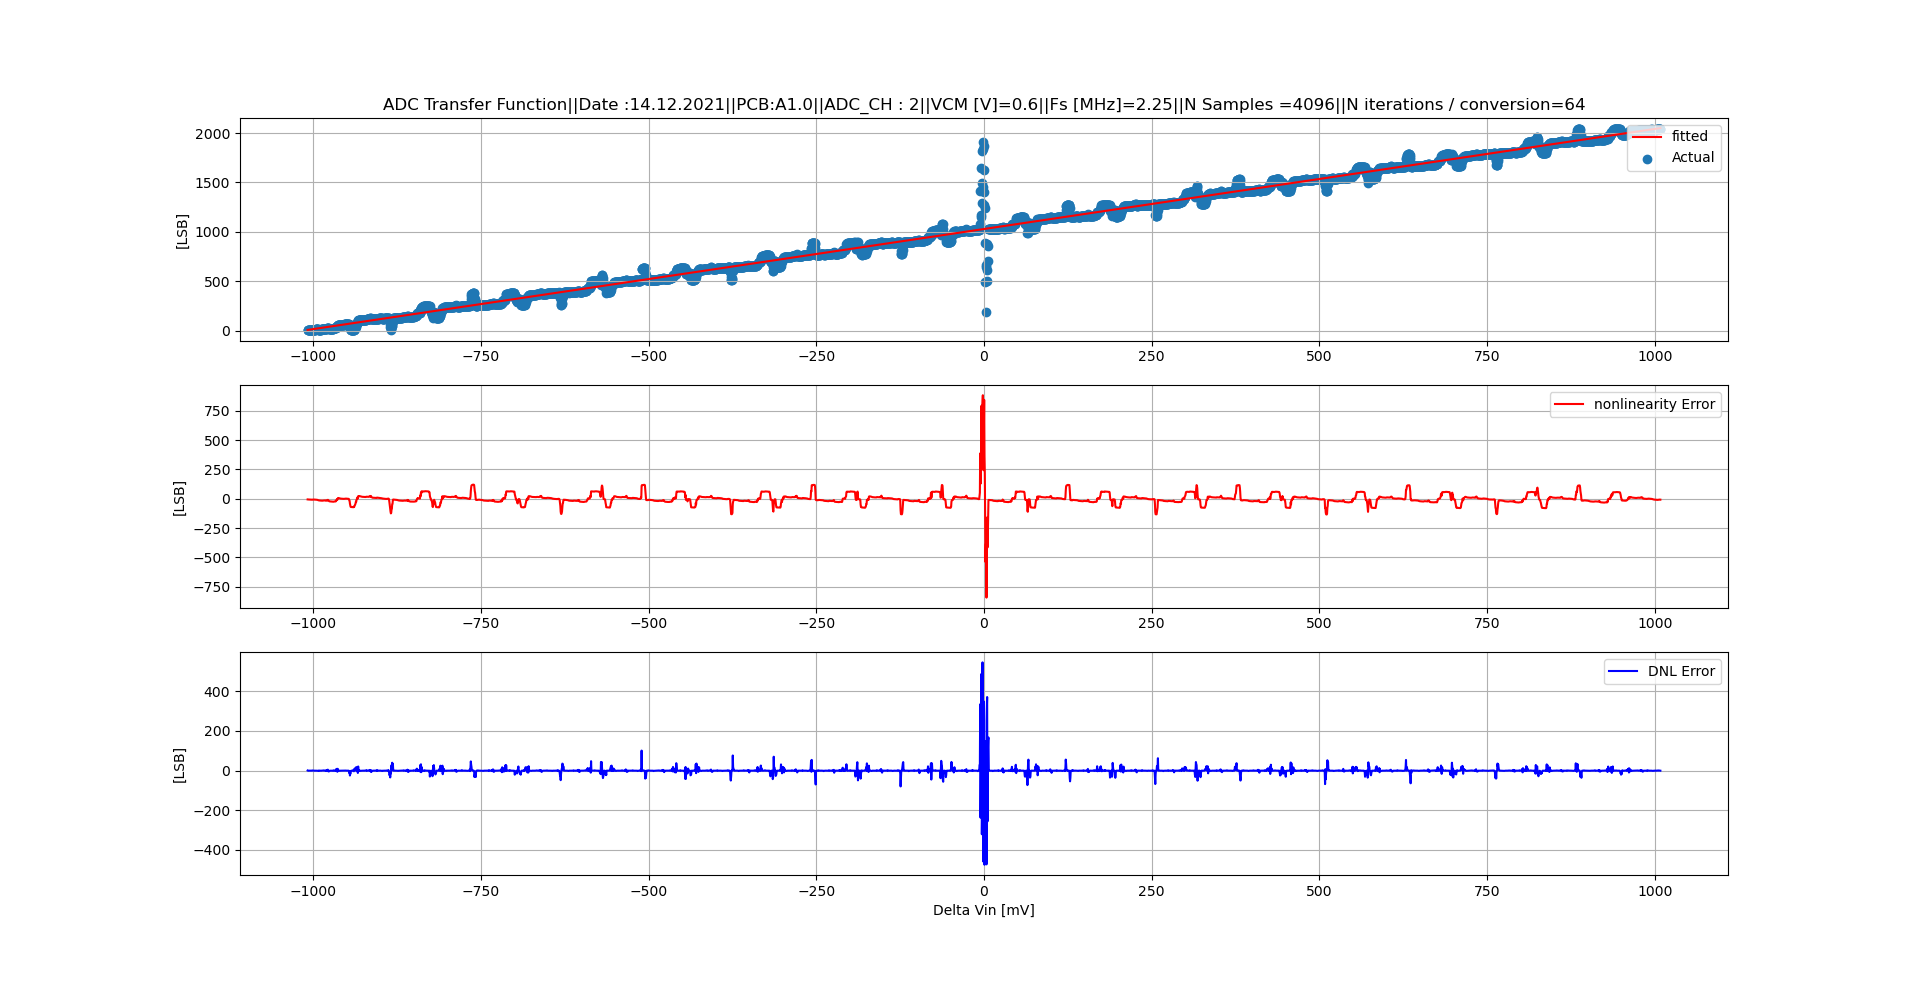 ADC Transfer Function||Date :14.12.2021||PCB:A1.0||ADC_CH : 2||VCM [V]=0.6||Fs [MHz]=2.25||N Samples =4096||N iterations / conversion=64
2000
1500
1000
500
0
[LSB]
fitted
Actual
−1000 −750 −500 −250 0 250 500 750 1000
750
500
250
0
−250
−500
−750
[LSB]
nonlinearity Error
−1000 −750 −500 −250 0 250 500 750 1000
400
200
0
−200
−400
[LSB]
DNL Error
−1000 −750 −500 −250 0 250 500 750 1000
Delta Vin [mV]